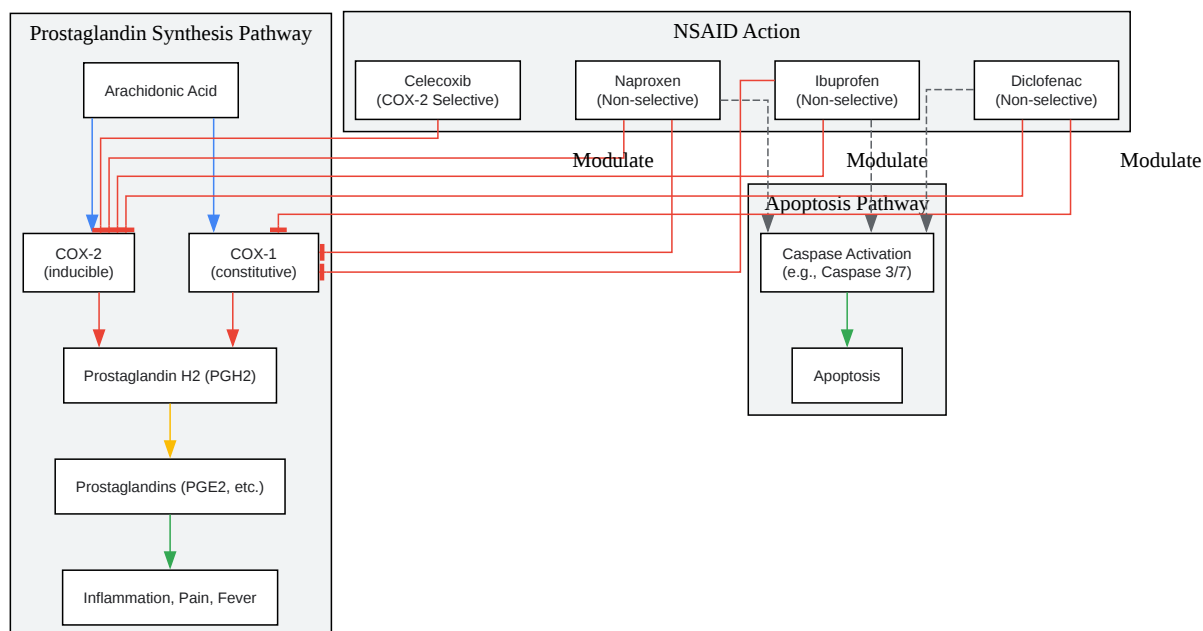 Prostaglandin Synthesis Pathway
Arachidonic Acid
COX-2
(inducible)
COX-1
(constitutive)
Prostaglandin H2 (PGH2)
Prostaglandins (PGE2, etc.)
Inflammation, Pain, Fever
NSAID Action
Celecoxib
(COX-2 Selective)
Naproxen
(Non-selective)
Ibuprofen
(Non-selective)
Diclofenac
(Non-selective)
Modulate
Modulate
Modulate
Apoptosis Pathway
Caspase Activation
(e.g., Caspase 3/7)
Apoptosis